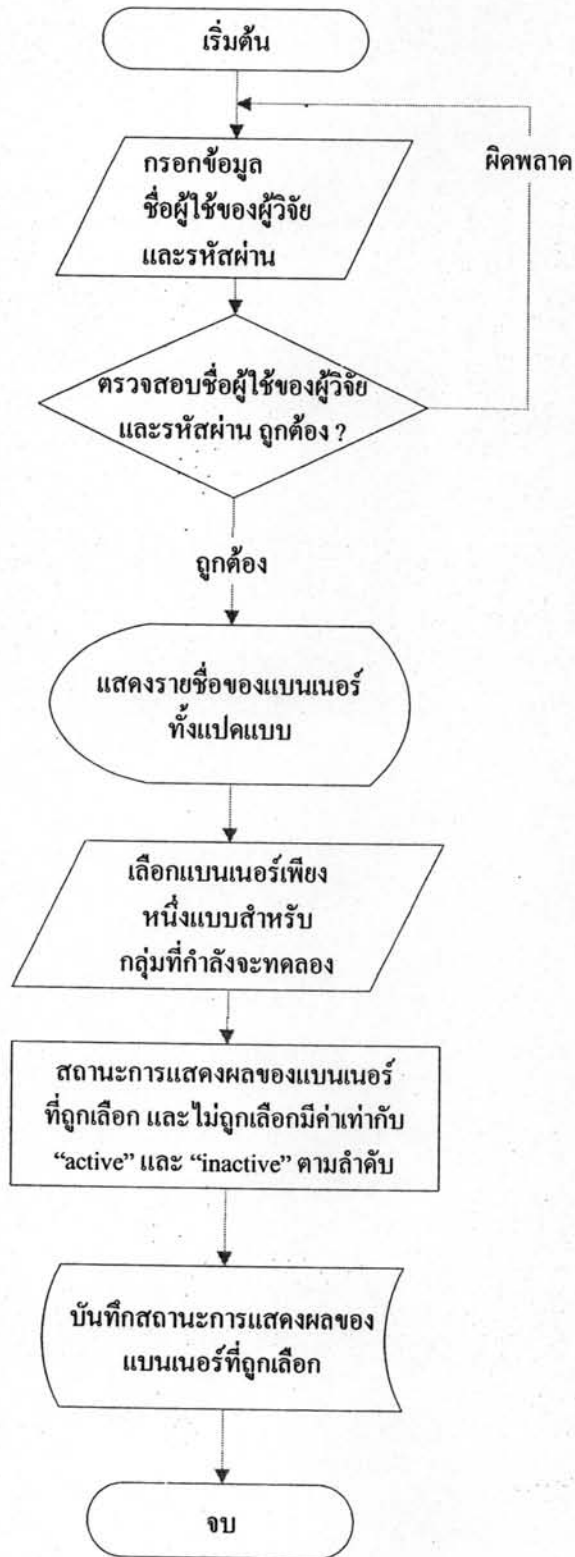 เริ่มต้น
กรอกข้อมูล
ชื่อผู้ใช้ของผู้วิจัย
และรหัสผ่าน
ผิดพลาด
ตรวจสอบชื่อผู้ใช้ของผู้วิจัย
และรหัสผ่าน ถูกต้อง ?
ถูกต้อง
แสดงรายชื่อของแบนเนอร์
ทั้งแปดแบบ
เลือกแบนเนอร์เพียง
หนึ่งแบบสำหรับ
กลุ่มที่กำลังจะทดลอง
สถานะการแสดงผลของแบนเนอร์
ที่ถูกเลือก และ ไม่ถูกเลือกมีค่าเท่ากับ
“active” และ “inactive” ตามลำดับ
บันทึกสถานะการแสดงผลของ
แบนเนอร์ที่ถูกเลือก
จบ